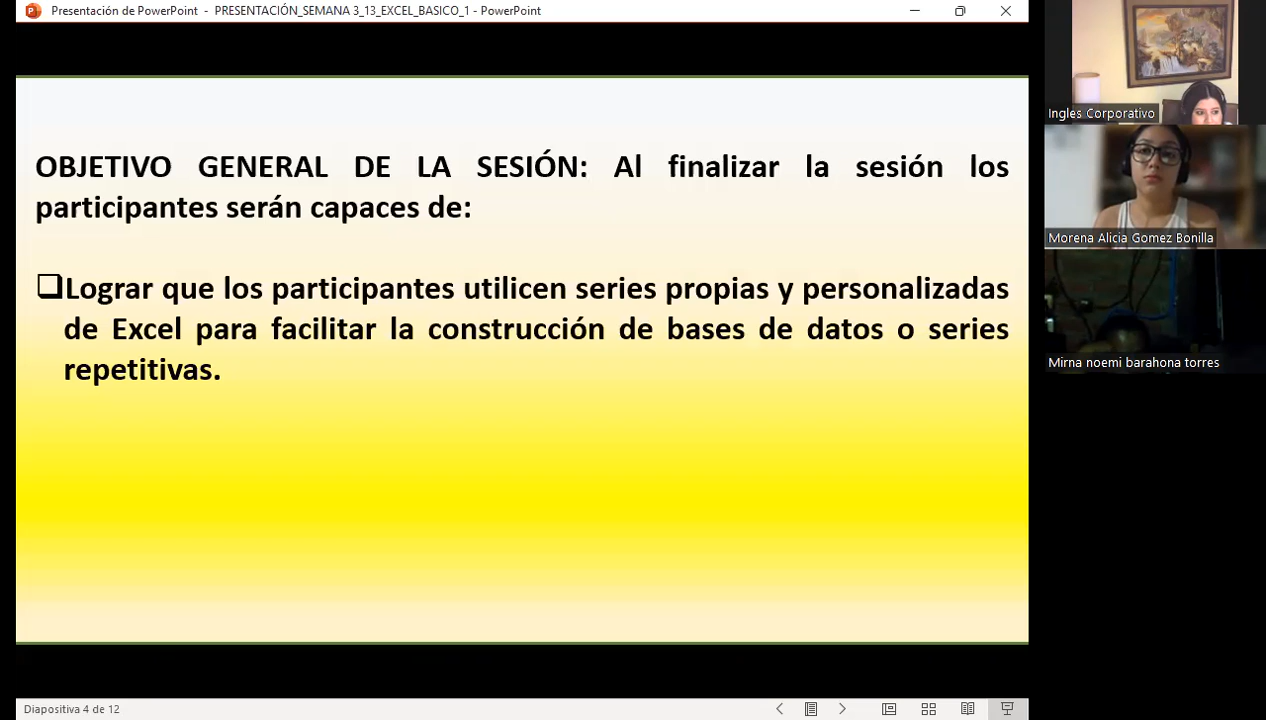 Presentación de PowerPoint - PRESENTACIÓN_SEMANA 3_13_EXCEL_BASICO_1 - PowerPoint
OBJETIVO GENERAL DE LA SESIÓN: Al finalizar la sesión los
participantes serán capaces de:
Lograr que los participantes utilicen series propias y personalizadas
de Excel para facilitar la construcción de bases de datos o series
repetitivas.
Diapositiva 4 de 12
Ingles Corporativo
Morena Alicia Gomez Bonilla
Mirna noemi barahona torres